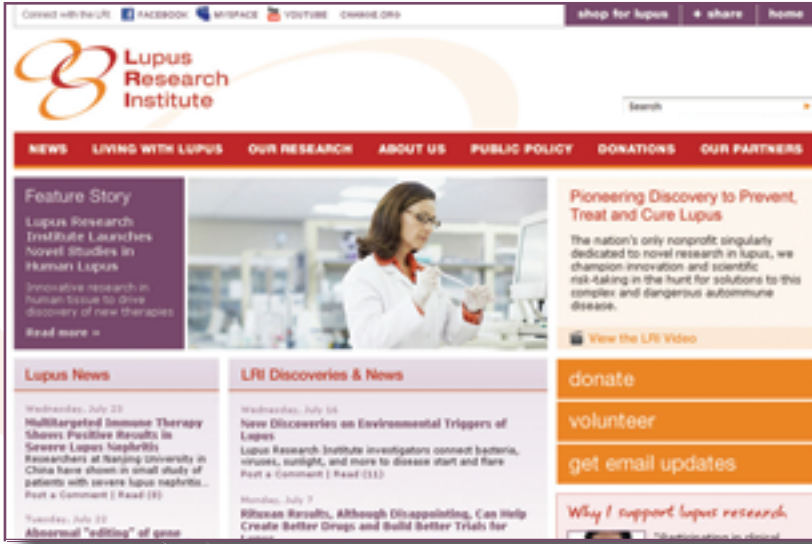 Connect with the LRI: FACEBOOK MYSPACE YOUTUBE CHANGE.ORG
shop for lupus + share home
Lupus
Research
Institute
Search
NEWS LIVING WITH LUPUS OUR RESEARCH ABOUT US PUBLIC POLICY DONATIONS OUR PARTNERS
Feature Story
Lupus Research
Institute Launches
Novel Studies in
Human Lupus
Innovative research in
human tissue to drive
discovery of new therapies
Read more »
Pioneering Discovery to Prevent,
Treat and Cure Lupus
The nation's only nonprofit singularly
dedicated to novel research in lupus, we
champion innovation and scientific
risk-taking in the hunt for solutions to this
complex and dangerous autoimmune
disease.
View the LRI Video
Lupus News
Wednesday, July 23
Multitargeted Immune Therapy
Shows Positive Results in
Severe Lupus Nephritis
Researchers at Nanjing University in
China have shown in small study of
patients with severe lupus nephritis...
Post a Comment | Read (8)
Tuesday, July 22
Abnormal "editing" of gene
LRI Discoveries & News
Wednesday, July 16
New Discoveries on Environmental Triggers of
Lupus
Lupus Research Institute investigators connect bacteria,
viruses, sunlight, and more to disease start and flare
Post a Comment | Read (11)
Monday, July 7
Rituxan Results, Although Disappointing, Can Help
Create Better Drugs and Build Better Trials for
Lupus
donate
volunteer
get email updates
Why I support lupus research
"Participating in clinical